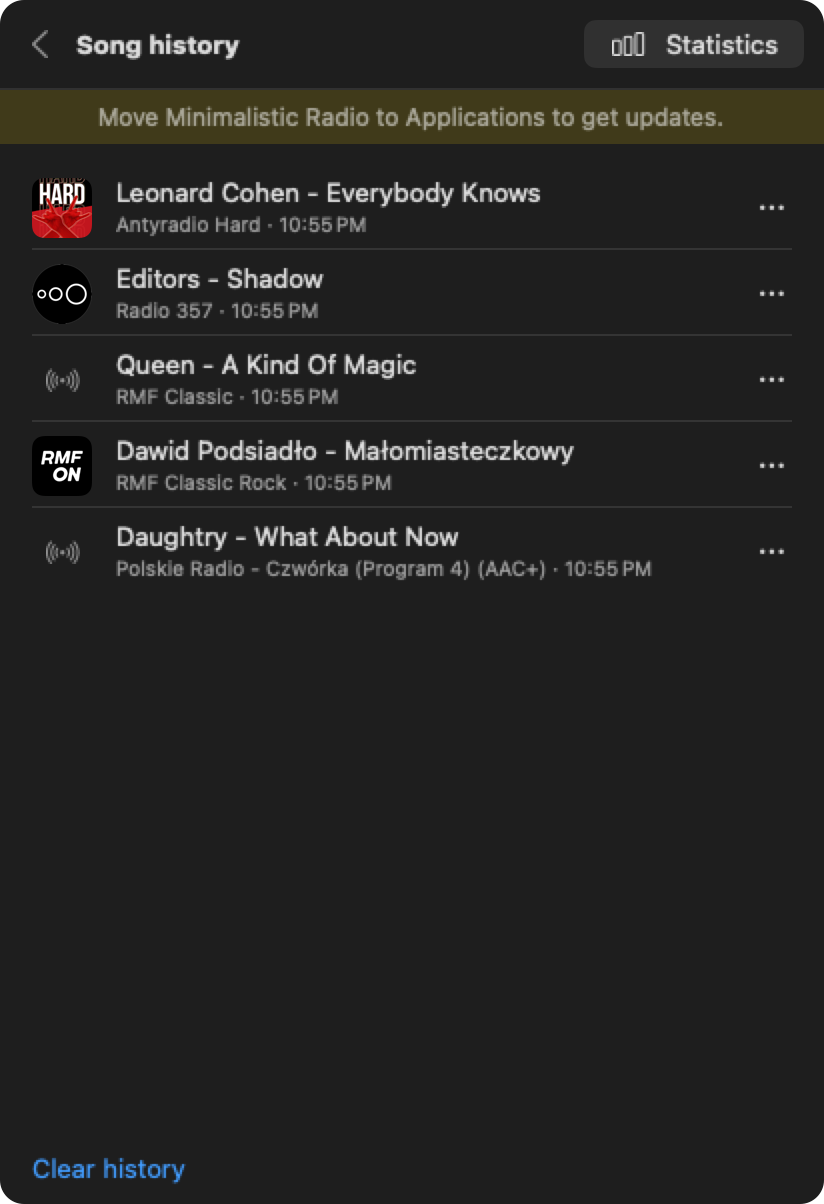 Song history
Statistics
Move Minimalistic Radio to Applications to get updates.
HARD
Leonard Cohen - Everybody Knows
Antyradio Hard · 10:55 PM
Editors - Shadow
Radio 357 · 10:55 PM
Queen - A Kind Of Magic
RMF Classic · 10:55 PM
RMF
ON
Dawid Podsiadło - Małomiasteczkowy
RMF Classic Rock · 10:55 PM
Daughtry - What About Now
Polskie Radio - Czwórka (Program 4) (AAC+) · 10:55 PM
Clear history